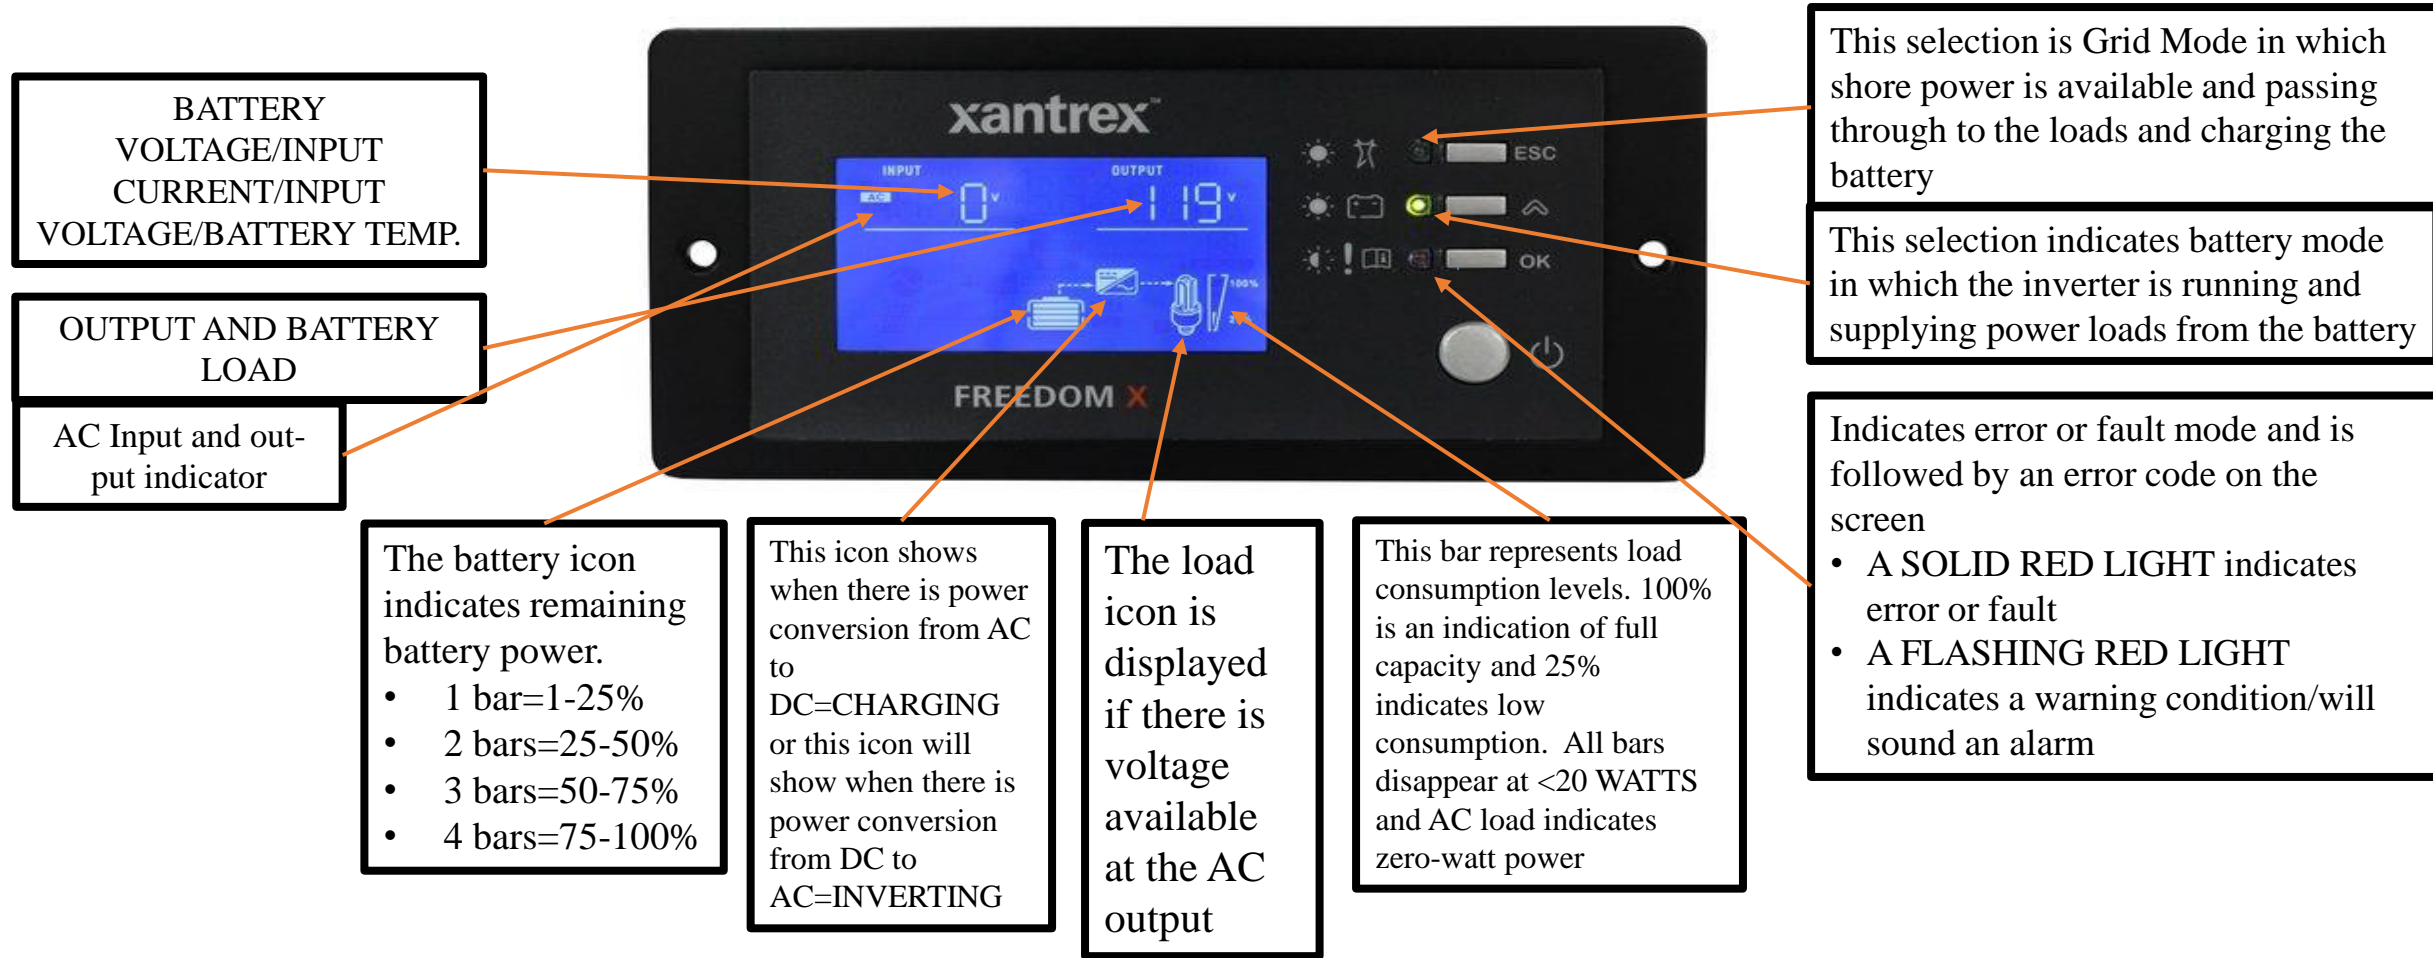 BATTERY
VOLTAGE/INPUT
CURRENT/INPUT
VOLTAGE/BATTERY TEMP.
OUTPUT AND BATTERY
LOAD
AC Input and out-
put indicator
xantrex™
INPUT
AC
0 v
OUTPUT
119 v
100%
FREEDOM X
ESC
OK
This selection is Grid Mode in which
shore power is available and passing
through to the loads and charging the
battery
This selection indicates battery mode
in which the inverter is running and
supplying power loads from the battery
Indicates error or fault mode and is
followed by an error code on the
screen
• A SOLID RED LIGHT indicates
error or fault
• A FLASHING RED LIGHT
indicates a warning condition/will
sound an alarm
The battery icon
indicates remaining
battery power.
• 1 bar=1-25%
• 2 bars=25-50%
• 3 bars=50-75%
• 4 bars=75-100%
This icon shows
when there is power
conversion from AC
to
DC=CHARGING
or this icon will
show when there is
power conversion
from DC to
AC=INVERTING
The load
icon is
displayed
if there is
voltage
available
at the AC
output
This bar represents load
consumption levels. 100%
is an indication of full
capacity and 25%
indicates low
consumption.  All bars
disappear at <20 WATTS
and AC load indicates
zero-watt power